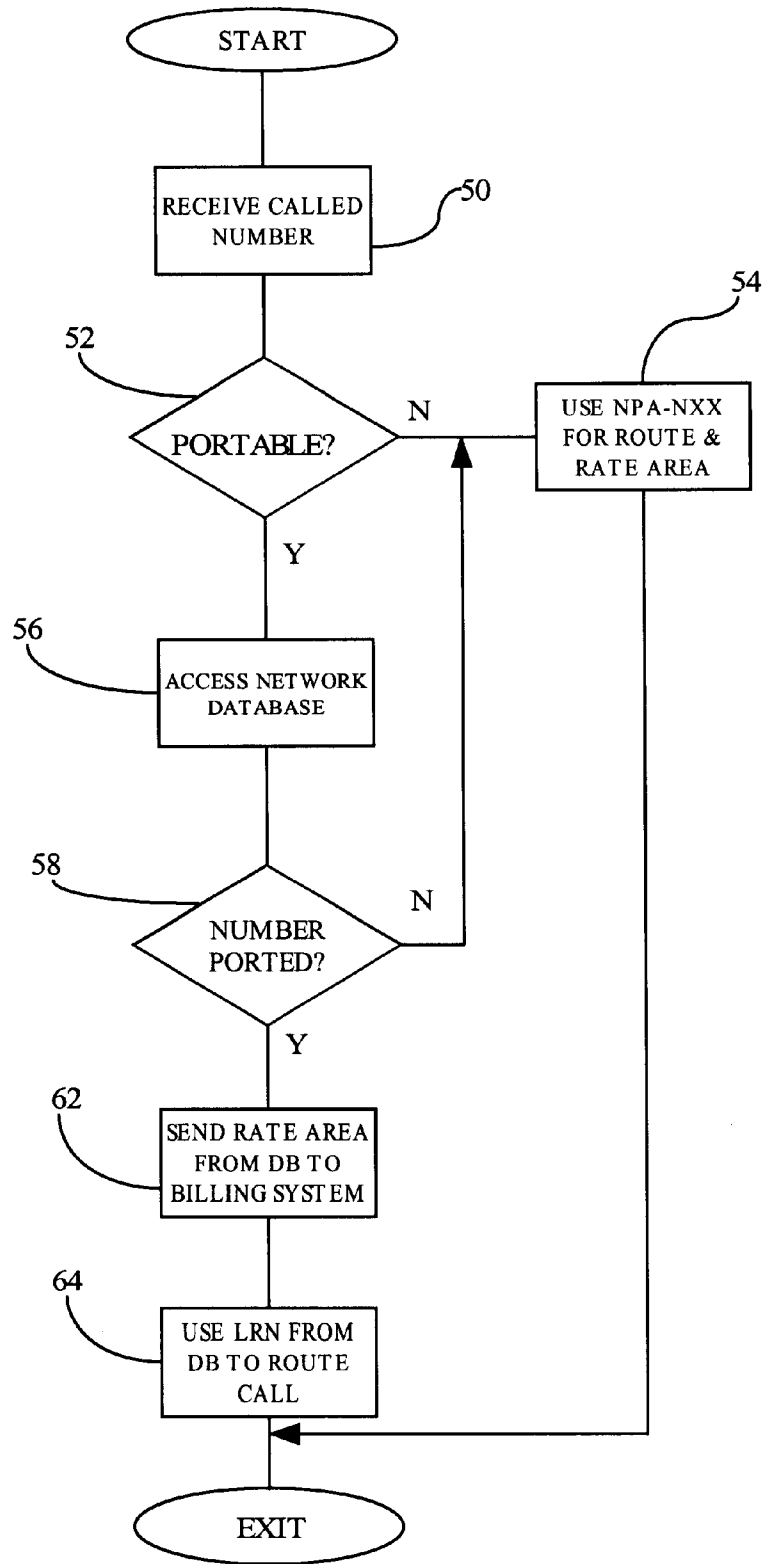 START
RECEIVE CALLED
NUMBER
50
52
PORTABLE?
N
54
USE NPA-NXX
FOR ROUTE &
RATE AREA
Y
56
ACCESS NETWORK
DATABASE
58
NUMBER
PORTED?
N
Y
62
SEND RATE AREA
FROM DB TO
BILLING SYSTEM
64
USE LRN FROM
DB TO ROUTE
CALL
EXIT